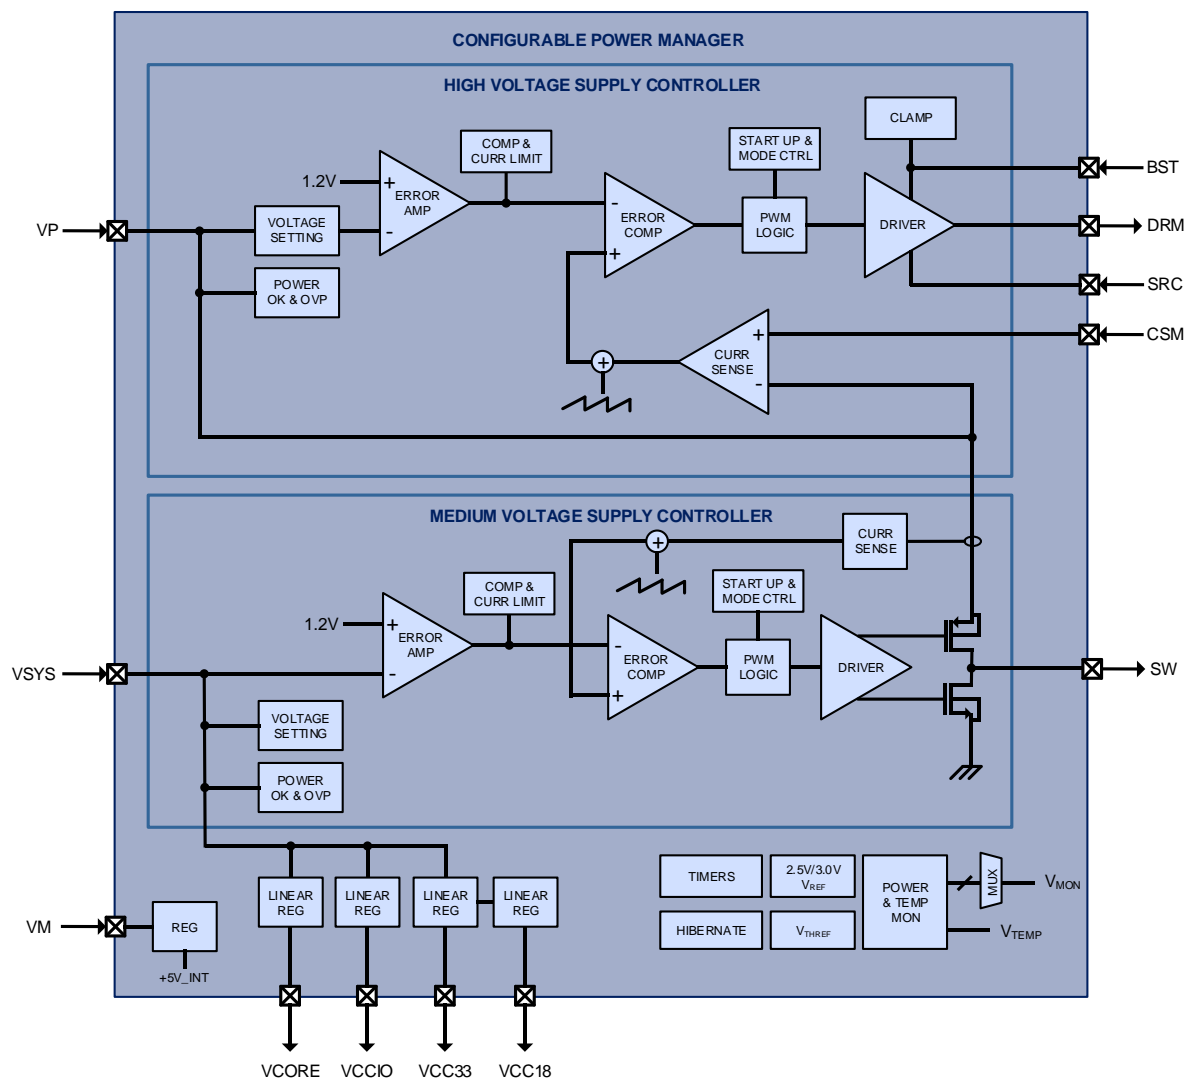 CONFIGURABLE POWER MANAGER
HIGH VOLTAGE SUPPLY CONTROLLER
CLAMP
START UP &
MODE CTRL
COMP &
CURR LIMIT
BST
1.2V
+
ERROR
AMP
-
-
ERROR
COMP
+
PWM
LOGIC
DRIVER
DRM
VP
VOLTAGE
SETTING
POWER
OK & OVP
SRC
CSM
+
CURR
SENSE
-
+
MEDIUM VOLTAGE SUPPLY CONTROLLER
CURR
SENSE
+
COMP &
CURR LIMIT
START UP &
MODE CTRL
1.2V
+
ERROR
AMP
-
-
ERROR
COMP
+
PWM
LOGIC
DRIVER
SW
VSYS
VOLTAGE
SETTING
POWER
OK & OVP
LINEAR
REG
LINEAR
REG
LINEAR
REG
LINEAR
REG
TIMERS
2.5V/3.0V
VREF
POWER
& TEMP
MON
MUX
VMON
HIBERNATE
VTHREF
VTEMP
VM
REG
+5V_INT
VCORE
VCCIO
VCC33
VCC18